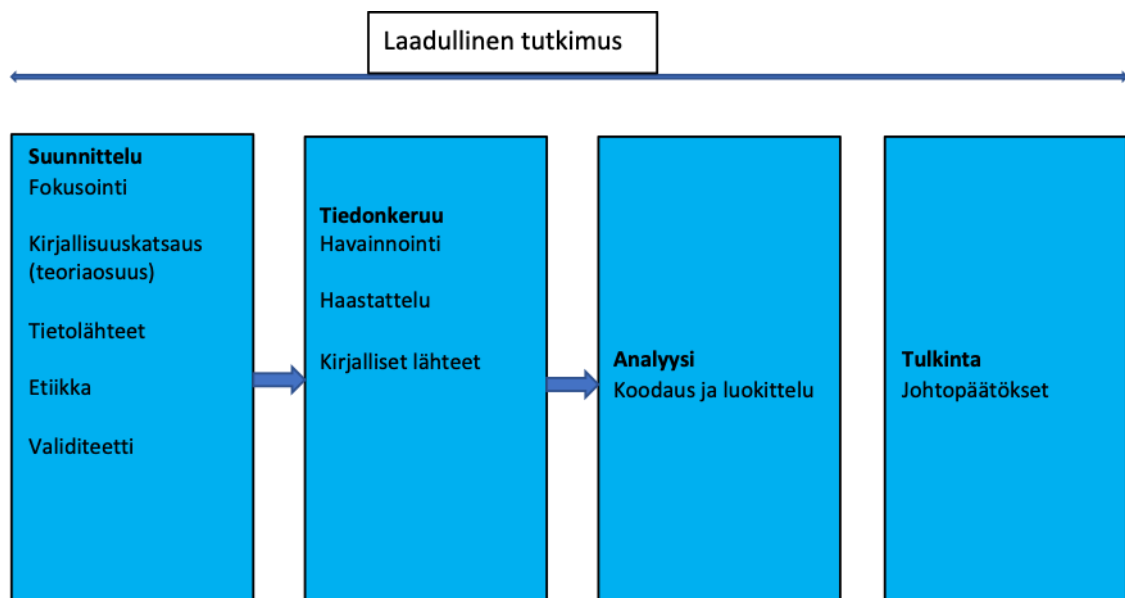 Laadullinen tutkimus
Suunnittelu
Fokusointi
Kirjallisuuskatsaus
(teoriaosuus)
Tietolähteet
Etiikka
Validiteetti
Tiedonkeruu
Havainnointi
Haastattelu
Kirjalliset lähteet
Analyysi
Koodaus ja luokittelu
Tulkinta
Johtopäätökset